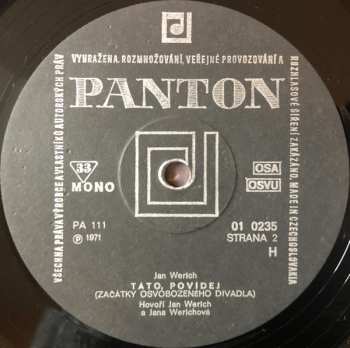 VYHRAŽENA. ROZMNOŽOVÁNÍ, VEŘEJNÉ PROVOZOVÁNÍ A
ROZHLASOVÉ ŠÍŘENÍ ZAKÁZÁNO. MADE IN CZECHOSLOVAKIA
VŠECHNA PRÁVA VÝROBCE A VLASTNÍKŮ AUTORSKÝCH PRÁV
PANTON
33
MONO
OSA
OSVU
PA 111
℗ 1971
01 0235
STRANA 2
H
Jan Werich
TÁTO, POVÍDEJ
(ZAČÁTKY OSVOBOZENÉHO DIVADLA)
Hovoří Jan Werich
a Jana Werichová